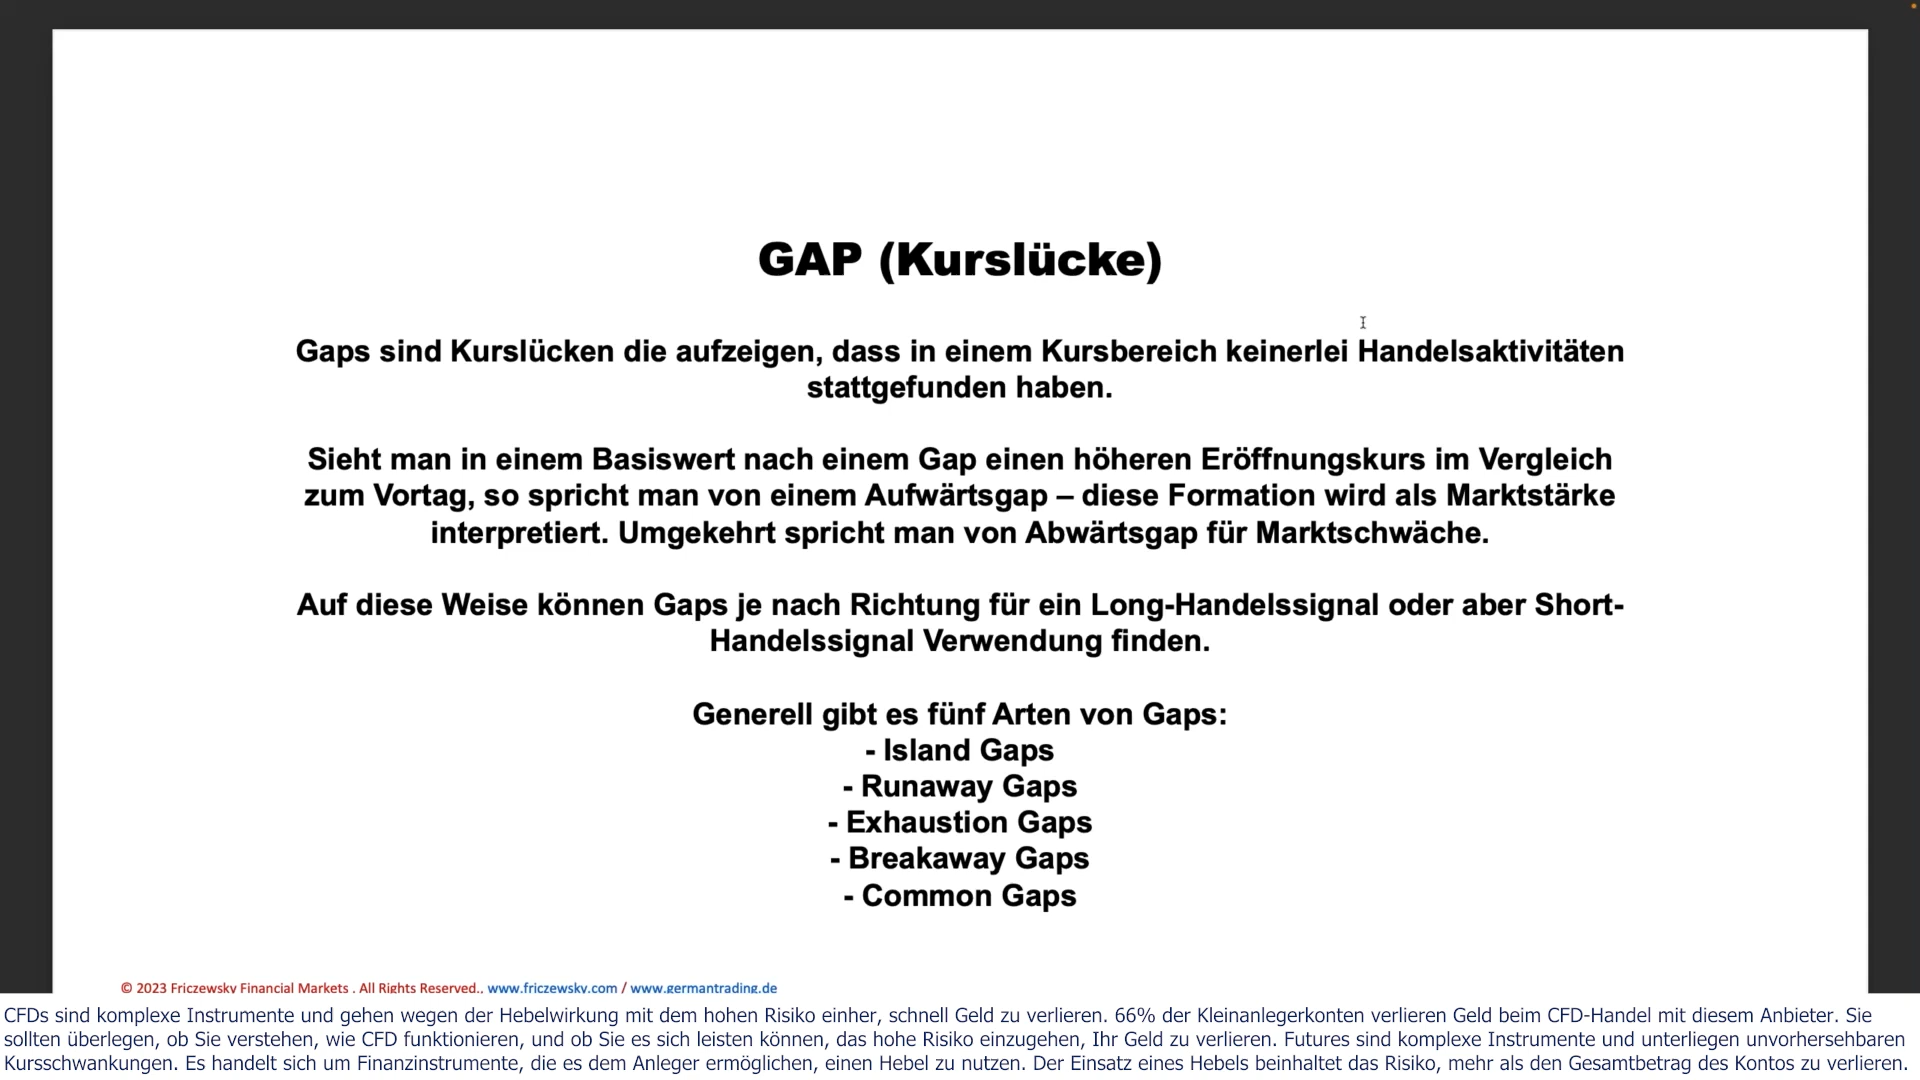 GAP (Kurslücke)
Gaps sind Kurslücken die aufzeigen, dass in einem Kursbereich keinerlei Handelsaktivitäten
stattgefunden haben.
Sieht man in einem Basiswert nach einem Gap einen höheren Eröffnungskurs im Vergleich
zum Vortag, so spricht man von einem Aufwärtsgap – diese Formation wird als Marktstärke
interpretiert. Umgekehrt spricht man von Abwärtsgap für Marktschwäche.
Auf diese Weise können Gaps je nach Richtung für ein Long-Handelssignal oder aber Short-
Handelssignal Verwendung finden.
Generell gibt es fünf Arten von Gaps:
- Island Gaps
- Runaway Gaps
- Exhaustion Gaps
- Breakaway Gaps
- Common Gaps
© 2023 Friczewsky Financial Markets . All Rights Reserved., www.friczewsky.com / www.germantrading.de
CFDs sind komplexe Instrumente und gehen wegen der Hebelwirkung mit dem hohen Risiko einher, schnell Geld zu verlieren. 66% der Kleinanlegerkonten verlieren Geld beim CFD-Handel mit diesem Anbieter. Sie
sollten überlegen, ob Sie verstehen, wie CFD funktionieren, und ob Sie es sich leisten können, das hohe Risiko einzugehen, Ihr Geld zu verlieren. Futures sind komplexe Instrumente und unterliegen unvorhersehbaren
Kursschwankungen. Es handelt sich um Finanzinstrumente, die es dem Anleger ermöglichen, einen Hebel zu nutzen. Der Einsatz eines Hebels beinhaltet das Risiko, mehr als den Gesamtbetrag des Kontos zu verlieren.